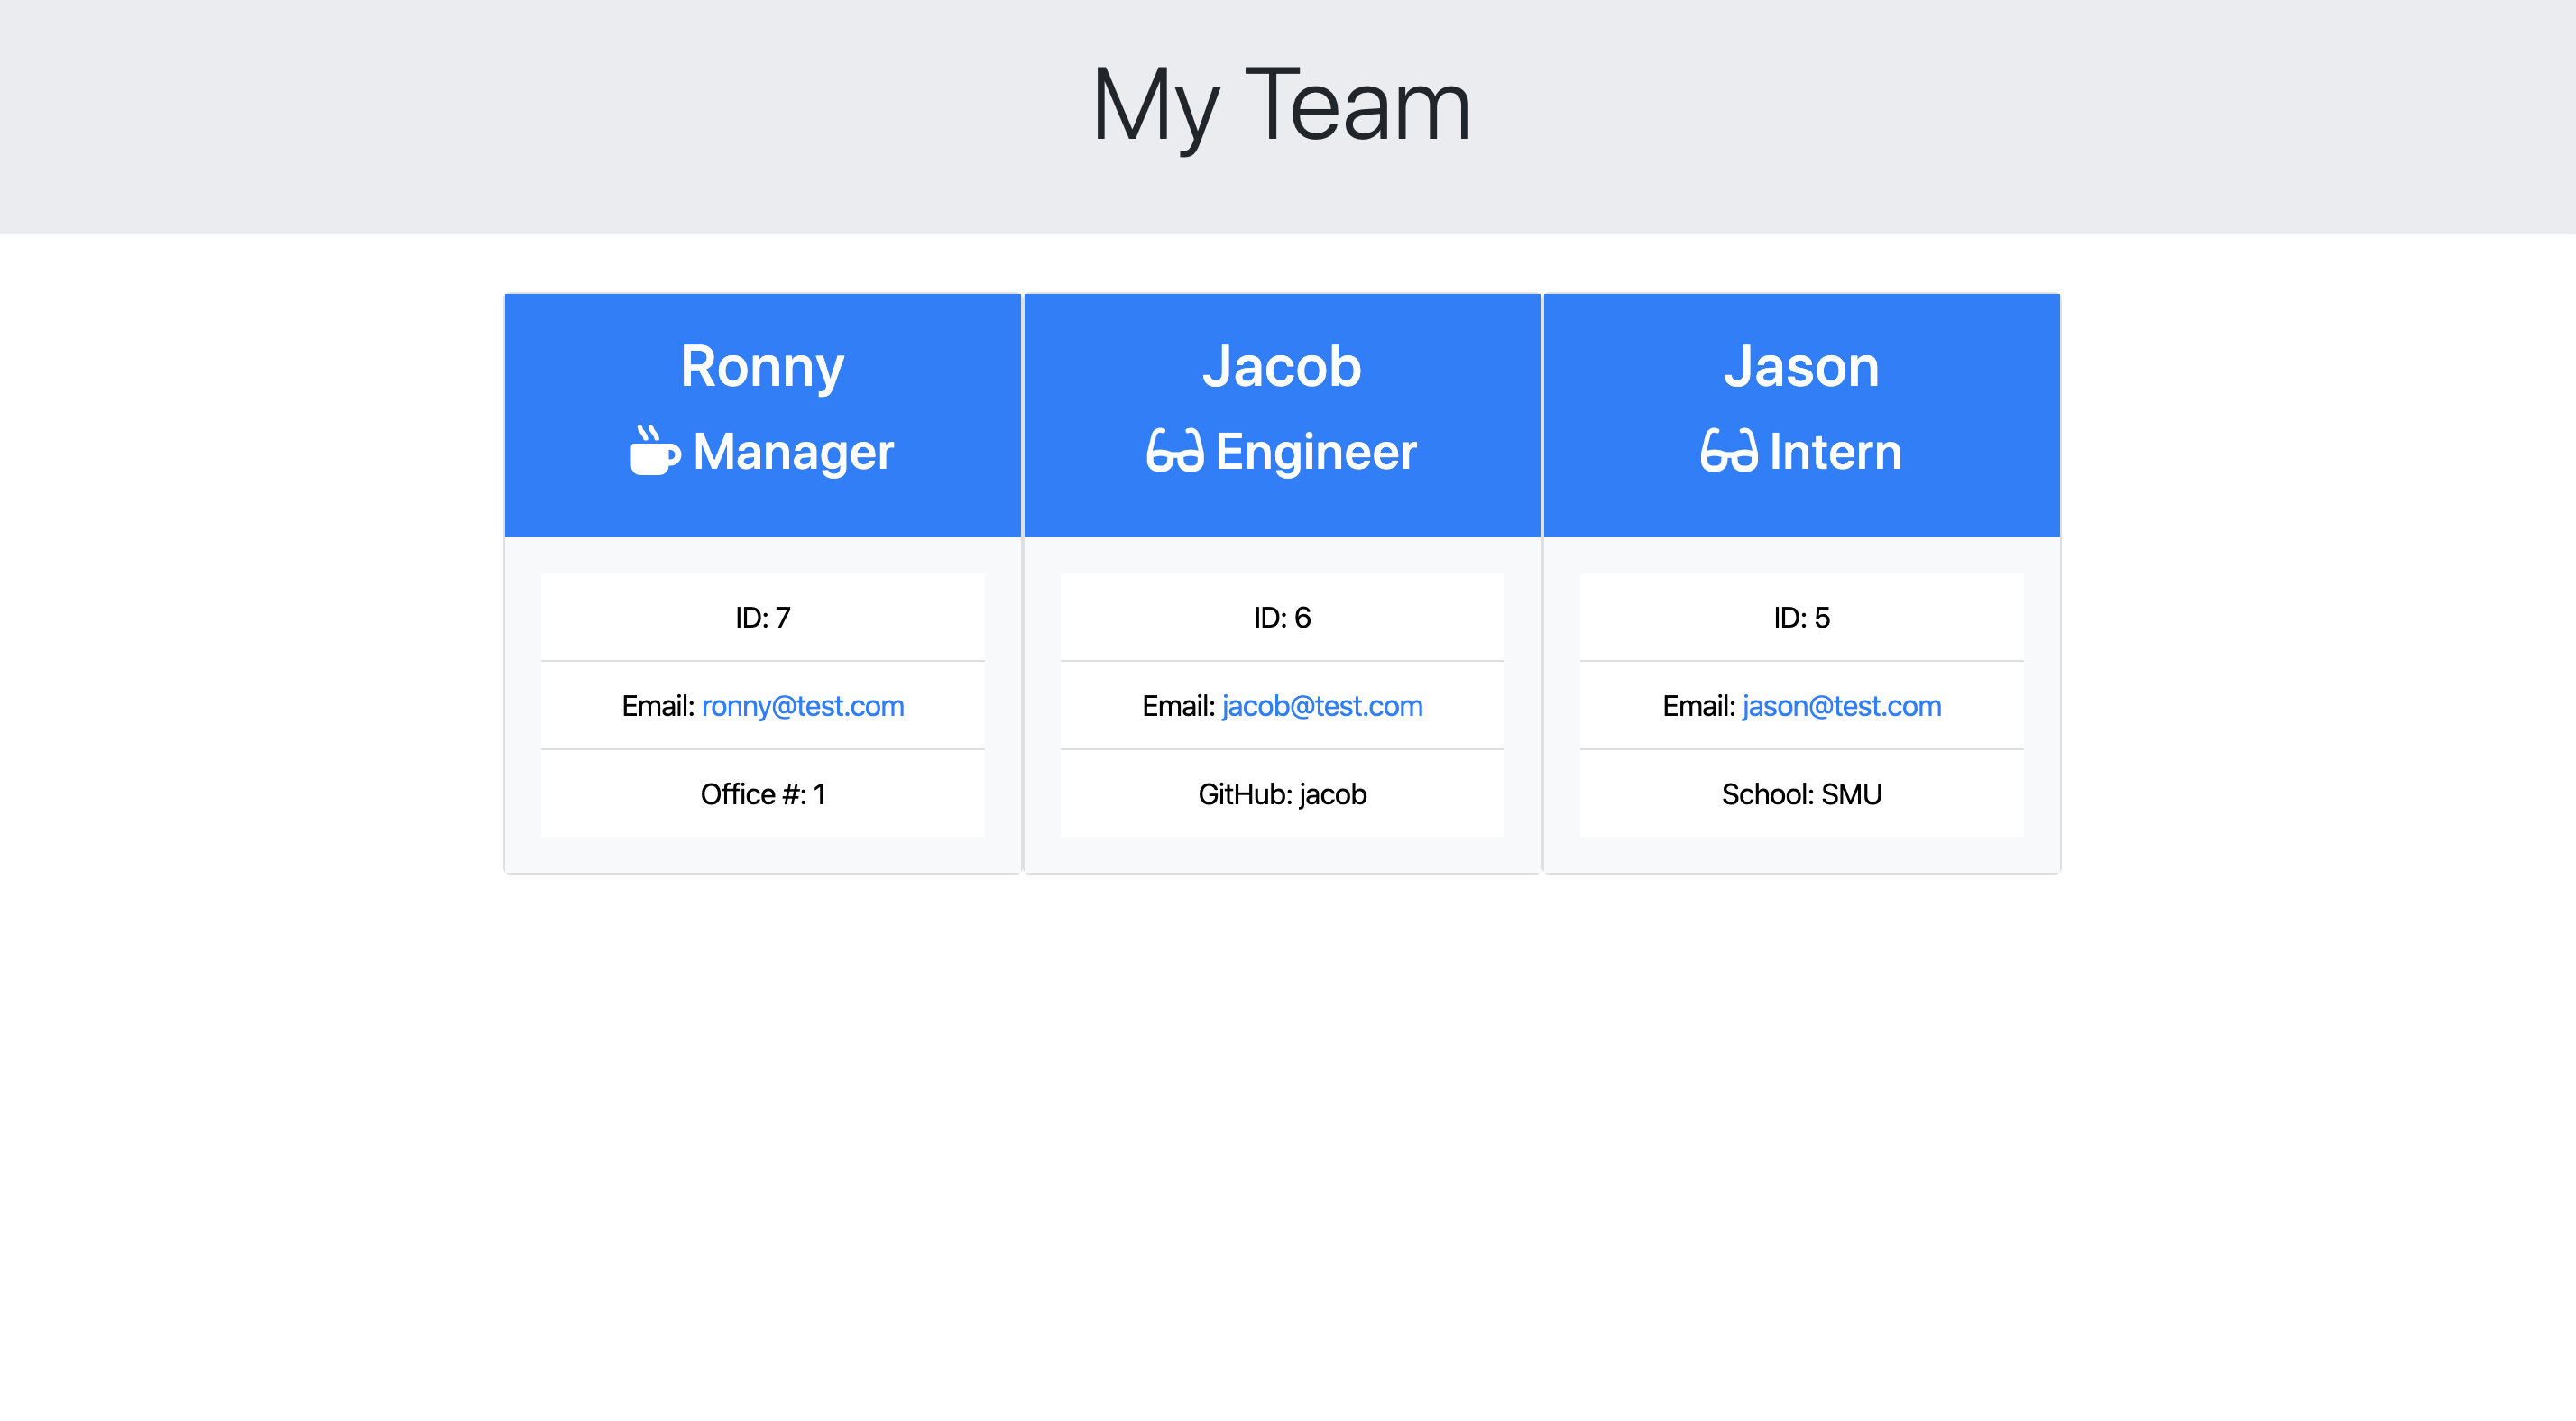 My Team
Ronny
Manager
ID: 7
Email: ronny@test.com
Office #: 1
Jacob
Engineer
ID: 6
Email: jacob@test.com
GitHub: jacob
Jason
Intern
ID: 5
Email: jason@test.com
School: SMU